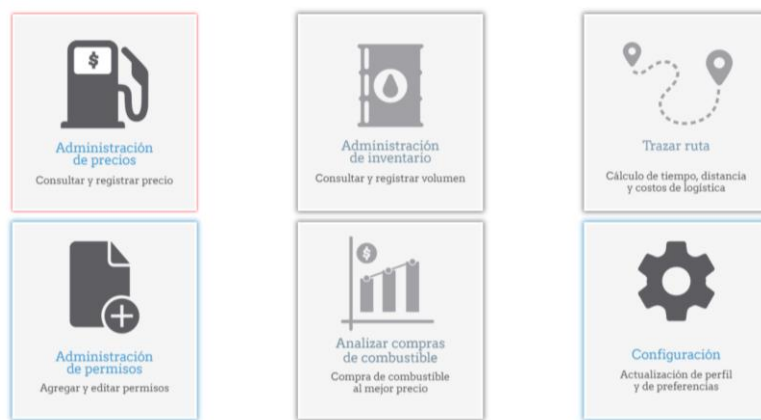 $
Administración
de precios
Consultar y registrar precio
Administración
de inventario
Consultar y registrar volumen
Trazar ruta
Cálculo de tiempo, distancia
y costos de logística
Administración
de permisos
Agregar y editar permisos
$
Analizar compras
de combustible
Compra de combustible
al mejor precio
Configuración
Actualización de perfil
y de preferencias